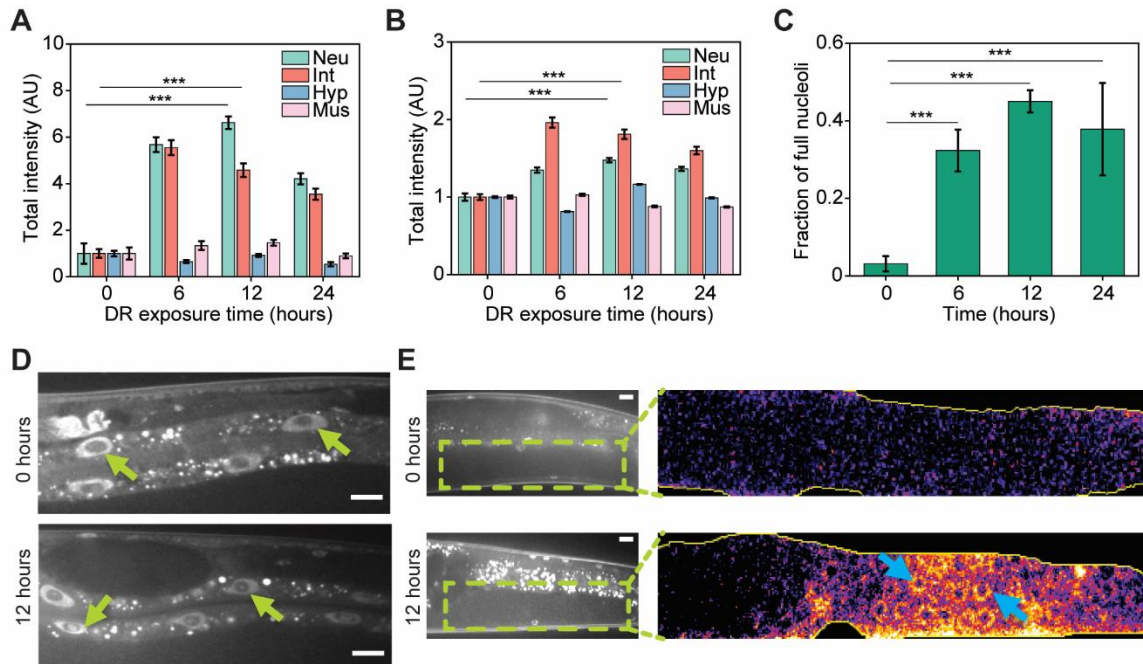 A
Total intensity (AU)
10
8
6
4
2
0
***
***
Neu
Int
Hyp
Mus
0 6 12 24
DR exposure time (hours)
B
Total intensity (AU)
3
2
1
0
***
***
Neu
Int
Hyp
Mus
0 6 12 24
DR exposure time (hours)
C
Fraction of full nucleoli
0.6
0.4
0.2
0
***
***
***
0 6 12 24
Time (hours)
D
0 hours
12 hours
E
0 hours
12 hours